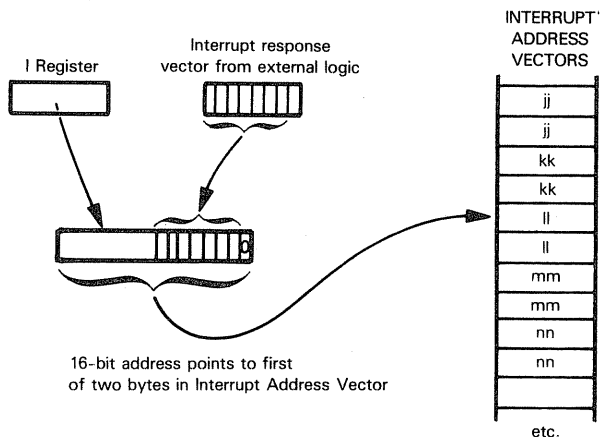 INTERRUPT'
ADDRESS
VECTORS
I Register
Interrupt response
vector from external logic
jj
jj
kk
kk
ll
ll
mm
mm
nn
nn
etc.
0
16-bit address points to first
of two bytes in Interrupt Address Vector